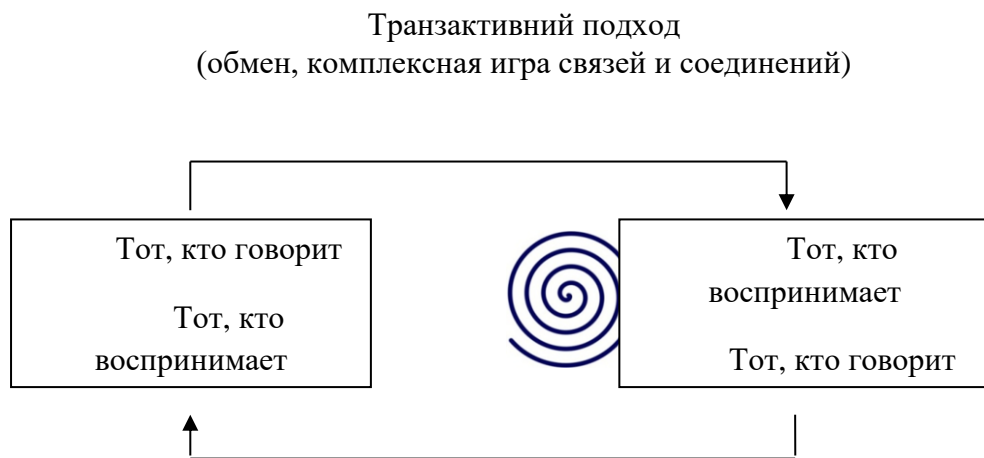 Транзактивний подход
(обмен, комплексная игра связей и соединений)
Тот, кто говорит
Тот, кто
воспринимает
Тот, кто
воспринимает
Тот, кто говорит